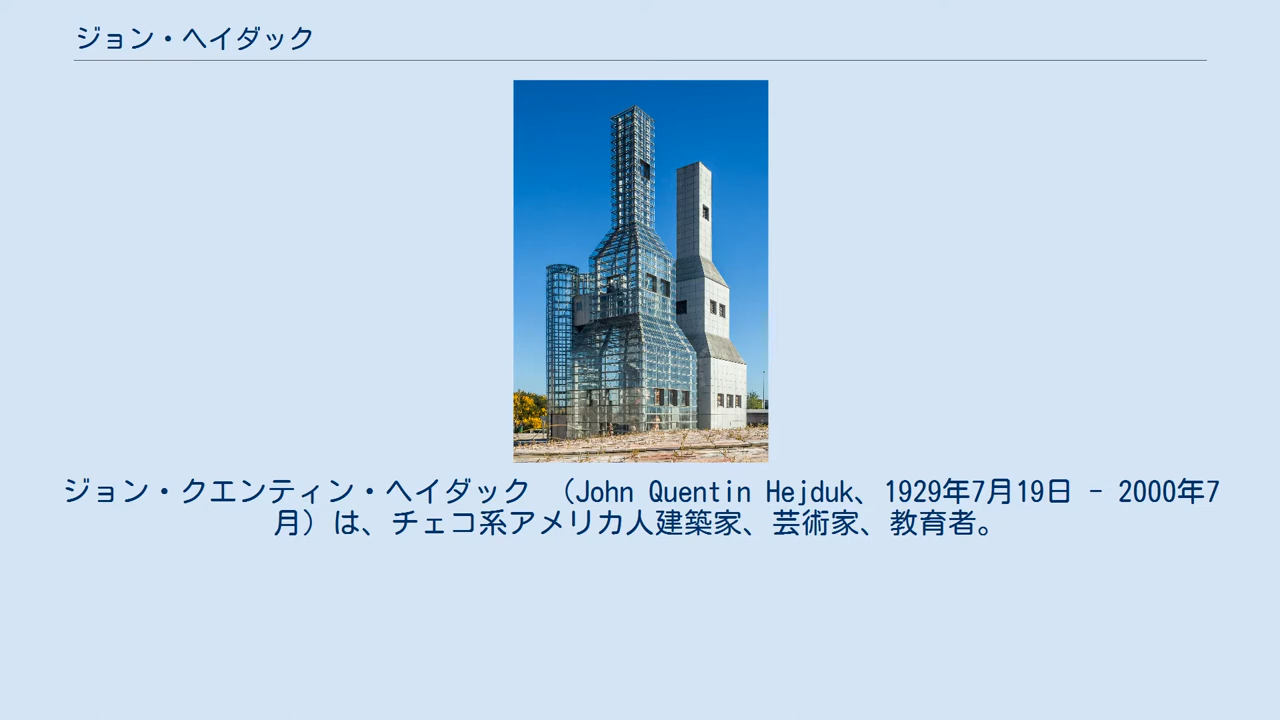 ジョン・ヘイダック
ジョン・クエンティン・ヘイダック （John Quentin Hejduk、1929年7月19日 - 2000年7
月）は、チェコ系アメリカ人建築家、芸術家、教育者。